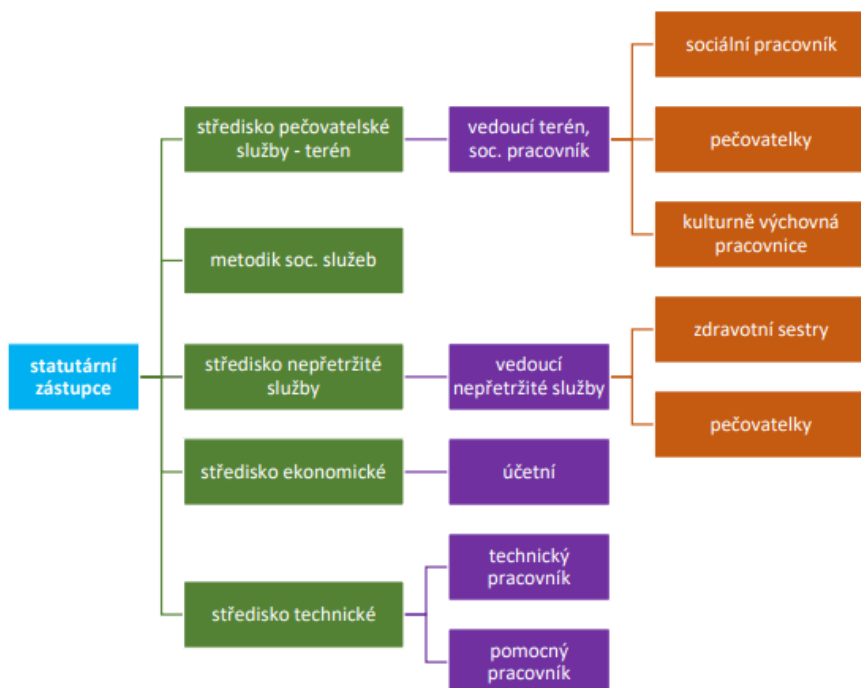 sociální pracovník
středisko pečovatelské
služby - terén
vedoucí terén,
soc. pracovník
pečovatelky
kulturně výchovná
pracovnice
metodik soc. služeb
zdravotní sestry
statutární
zástupce
středisko nepřetržité
služby
vedoucí
nepřetržité služby
pečovatelky
středisko ekonomické
účetní
technický
pracovník
středisko technické
pomocný
pracovník